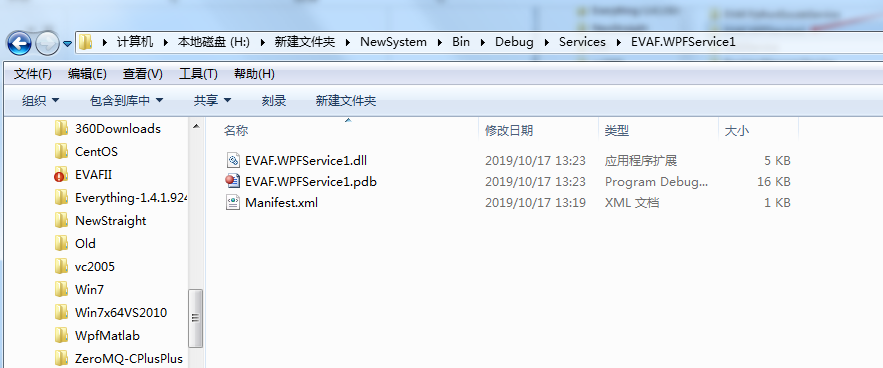 计算机 本地磁盘 (H:) 新建文件夹 NewSystem Bin Debug Services EVAF.WPFService1
文件(F) 编辑(E) 查看(V) 工具(T) 帮助(H)
组织 包含到库中 共享 刻录 新建文件夹
名称 修改日期 类型 大小
360Downloads
CentOS
EVAFII
Everything-1.4.1.924
NewStraight
Old
vc2005
Win7
Win7x64VS2010
WpfMatlab
ZeroMQ-CPlusPlus
EVAF.WPFService1.dll 2019/10/17 13:23 应用程序扩展 5 KB
EVAF.WPFService1.pdb 2019/10/17 13:23 Program Debug... 16 KB
Manifest.xml 2019/10/17 13:19 XML 文档 1 KB